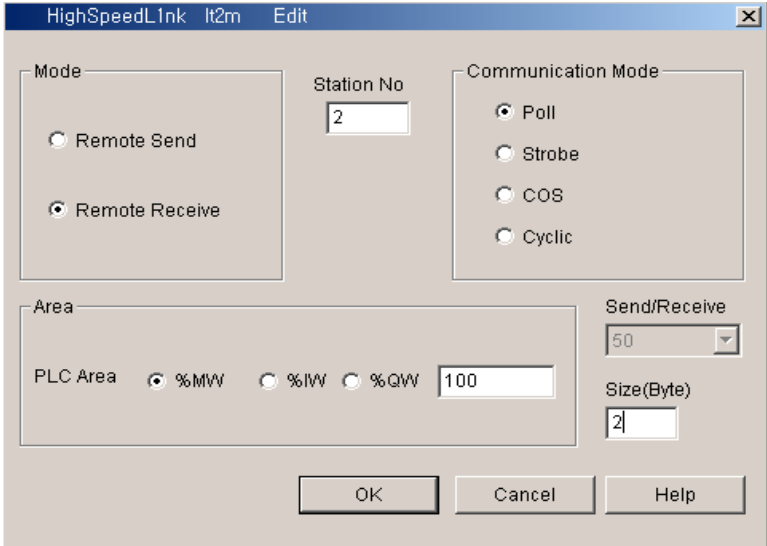 HighSpeedL1nk It2m Edit
Mode
Remote Send
Remote Receive
Station No
2
Communication Mode
Poll
Strobe
COS
Cyclic
Area
PLC Area %MW %IW %QW 100
Send/Receive
50
Size(Byte)
2
OK Cancel Help